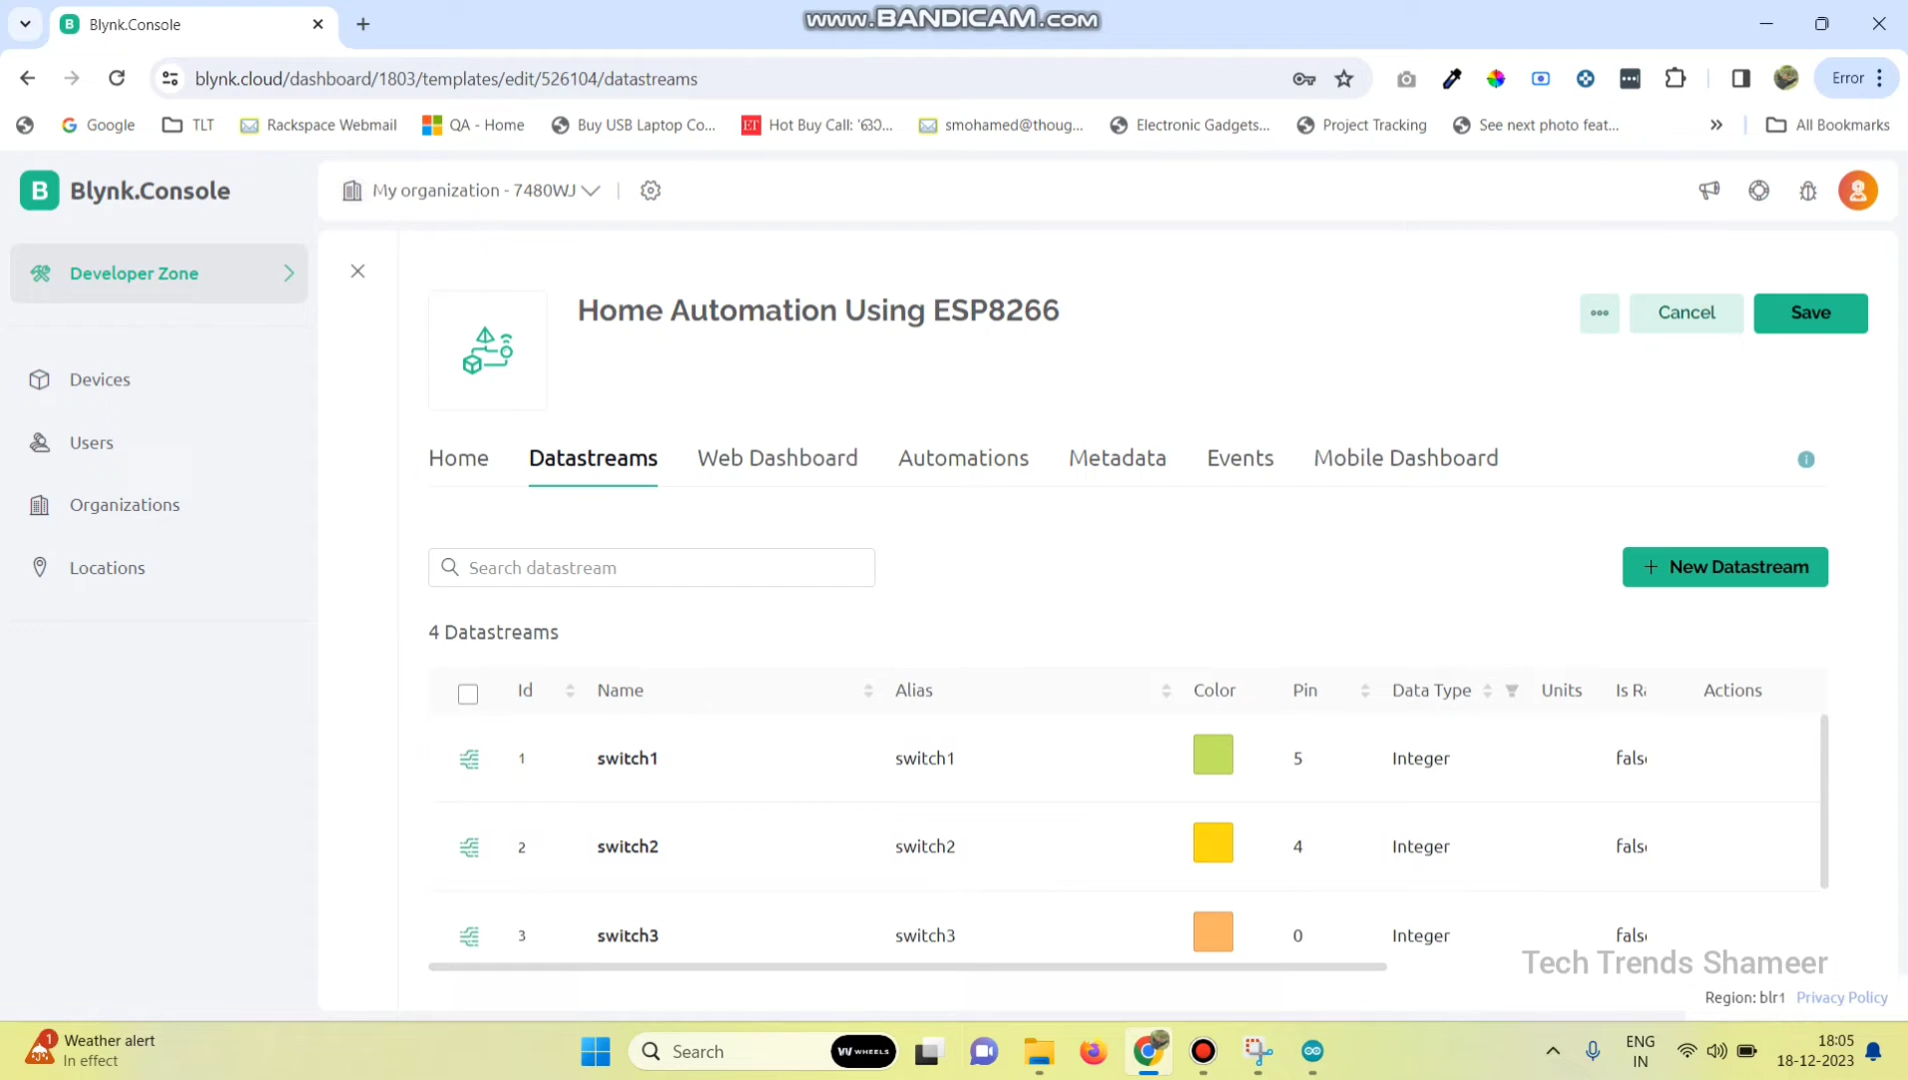 Blynk.Console
www.BANDICAM.com
blynk.cloud/dashboard/1803/templates/edit/526104/datastreams
Error
Google
TLT
Rackspace Webmail
QA - Home
Buy USB Laptop Co...
Hot Buy Call: '630...
smohamed@thoug...
Electronic Gadgets...
Project Tracking
See next photo feat...
All Bookmarks
B Blynk.Console
My organization - 7480WJ
Developer Zone
Devices
Users
Organizations
Locations
Home Automation Using ESP8266
Cancel
Save
Home Datastreams Web Dashboard Automations Metadata Events Mobile Dashboard
Search datastream
+ New Datastream
4 Datastreams
Id Name Alias Color Pin Data Type Units Is Ra Actions
1 switch1 switch1 5 Integer false
2 switch2 switch2 4 Integer false
3 switch3 switch3 0 Integer false
Tech Trends Shameer
Region: blr1 Privacy Policy
1 Weather alert
In effect
Search
WHEELS
ENG
IN
18:05
18-12-2023